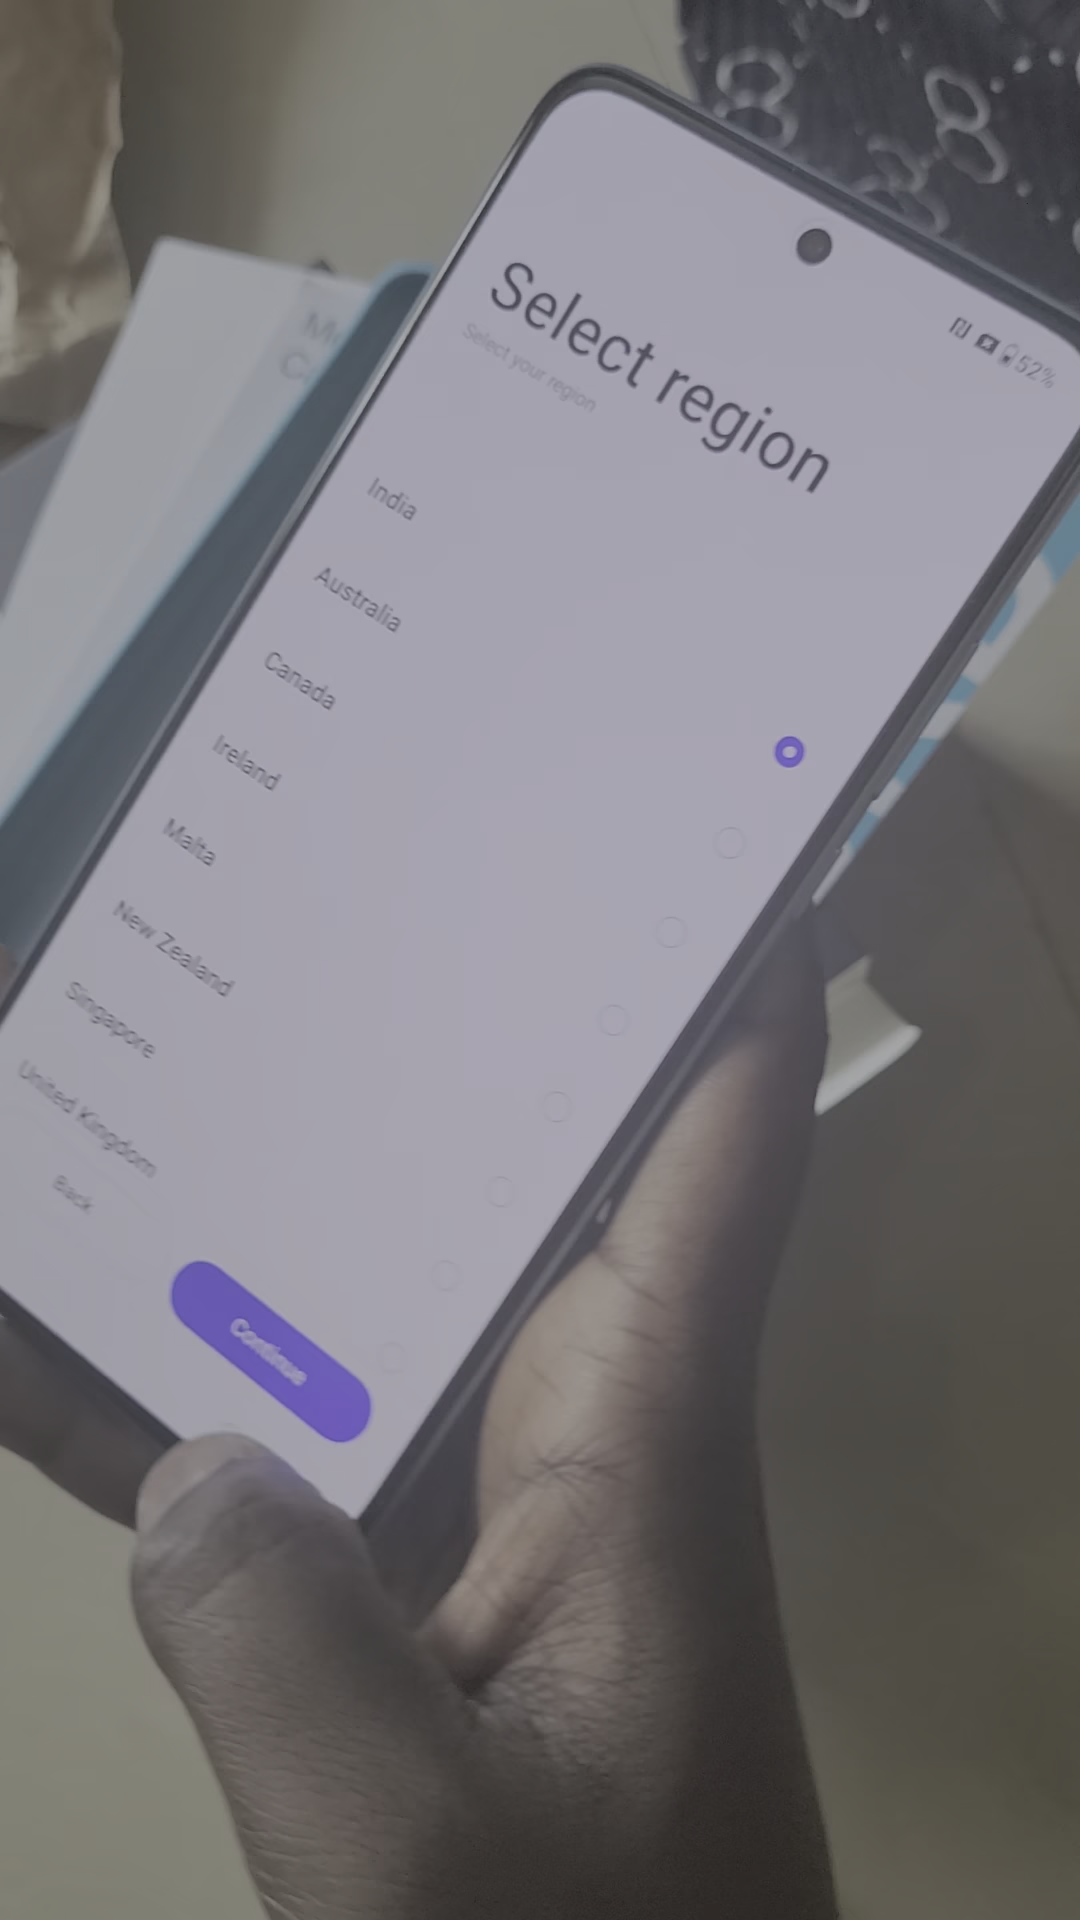 52%
Select region
Select your region
India
Australia
Canada
Ireland
Malta
New Zealand
Singapore
United Kingdom
Back
Continue